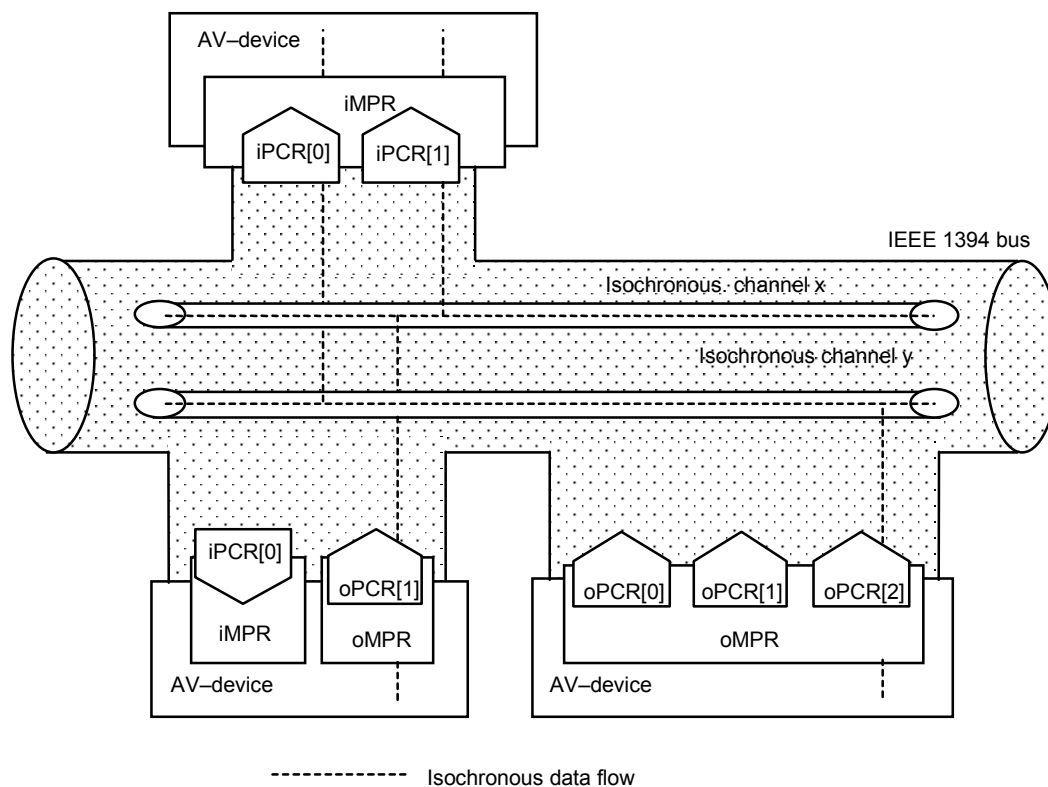 AV–device
iMPR
iPCR[0]
iPCR[1]
IEEE 1394 bus
Isochronous. channel x
Isochronous channel y
iPCR[0]
oPCR[1]
oPCR[0]
oPCR[1]
oPCR[2]
iMPR
oMPR
oMPR
AV–device
AV–device
Isochronous data flow